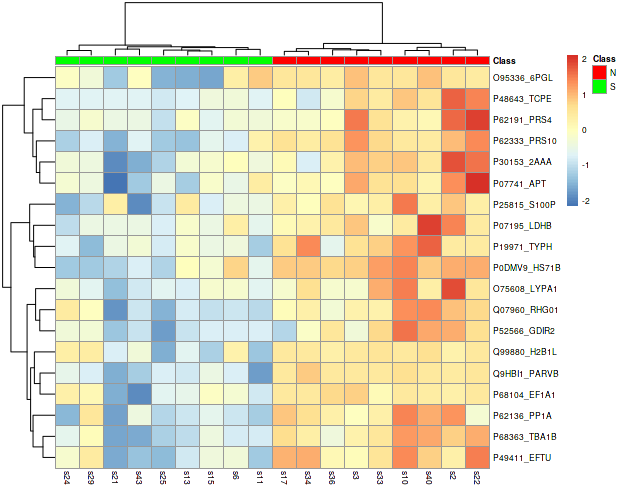 Class
O95336_6PGL
P48643_TCPE
P62191_PRS4
P62333_PRS10
P30153_2AAA
P07741_APT
P25815_S100P
P07195_LDHB
P19971_TYPH
P0DMV9_HS71B
O75608_LYPA1
Q07960_RHG01
P52566_GDIR2
Q99880_H2B1L
Q9HBI1_PARVB
P68104_EF1A1
P62136_PP1A
P68363_TBA1B
P49411_EFTU
s24 s29 s21 s43 s25 s13 s15 s6 s11 s17 s34 s36 s3 s33 s10 s40 s2 s22
2
1
0
-1
-2
Class
N
S